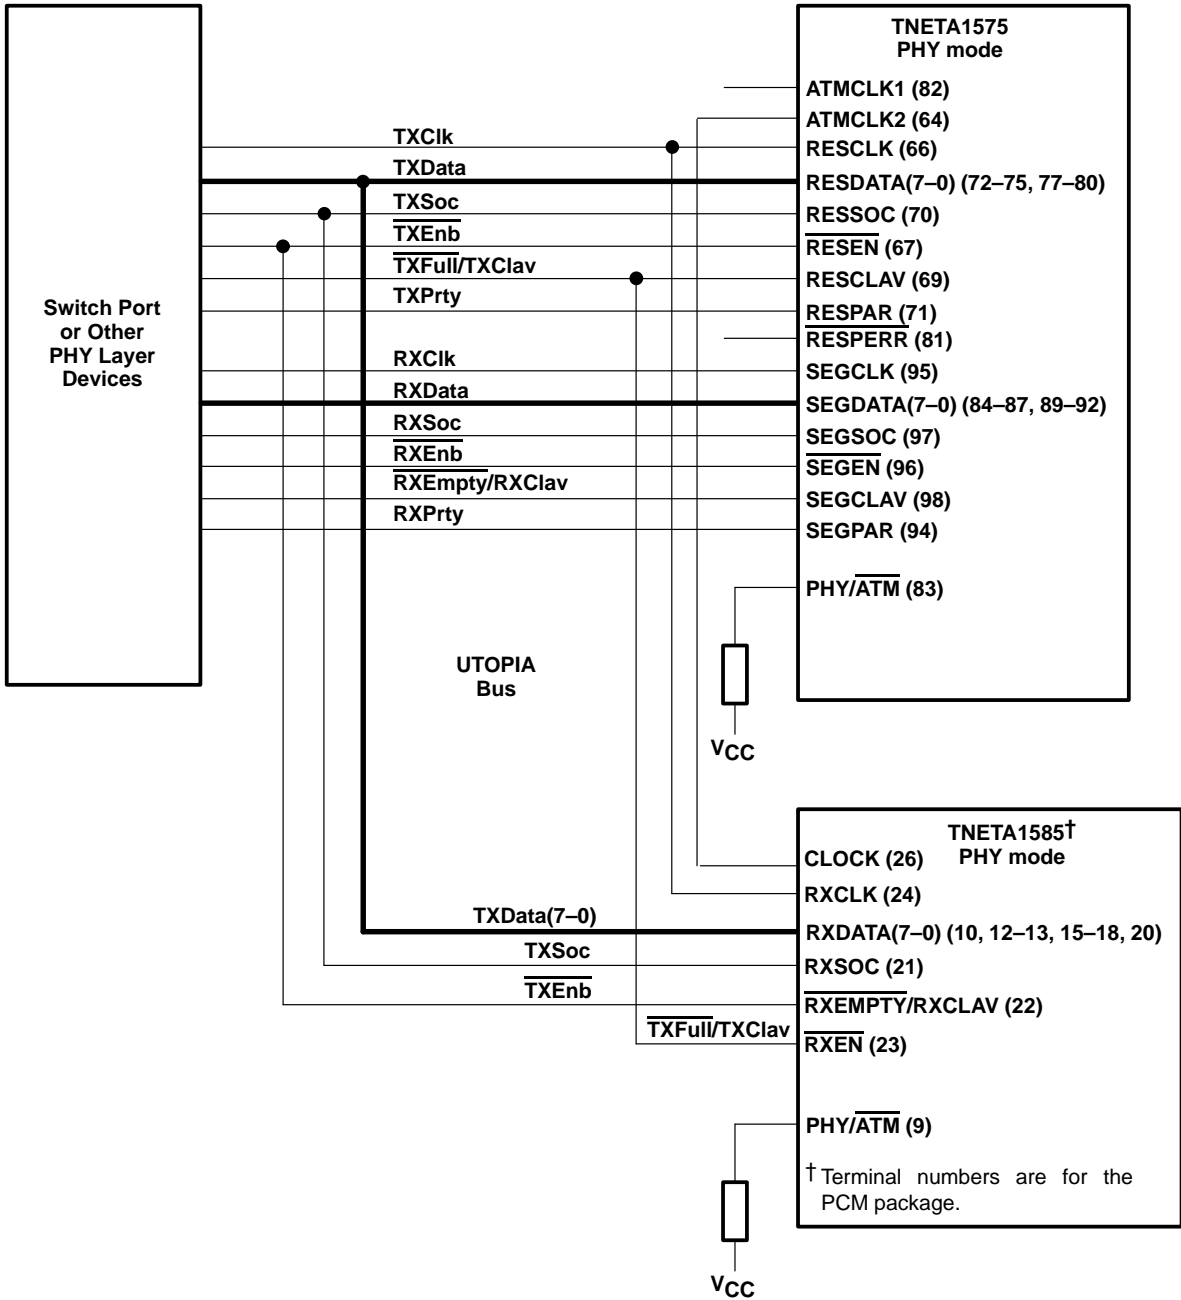 TNETA1575
PHY mode
ATMCLK1 (82)
ATMCLK2 (64)
TXClk
RESCLK (66)
TXData
RESDATA(7–0) (72–75, 77–80)
TXSoc
RESSOC (70)
TXEnb
RESEN (67)
TXFull/TXClav
RESCLAV (69)
TXPrty
RESPAR (71)
RESPERR (81)
Switch Port
or Other
PHY Layer
Devices
RXClk
SEGCLK (95)
RXData
SEGDATA(7–0) (84–87, 89–92)
RXSoc
SEGSOC (97)
RXEnb
SEGEN (96)
RXEmpty/RXClav
SEGCLAV (98)
RXPrty
SEGPAR (94)
PHY/ATM (83)
UTOPIA
Bus
VCC
TNETA1585†
PHY mode
CLOCK (26)
RXCLK (24)
TXData(7–0)
RXDATA(7–0) (10, 12–13, 15–18, 20)
TXSoc
RXSOC (21)
TXEnb
RXEMPTY/RXCLAV (22)
TXFull/TXClav
RXEN (23)
PHY/ATM (9)
† Terminal numbers are for the
PCM package.
VCC